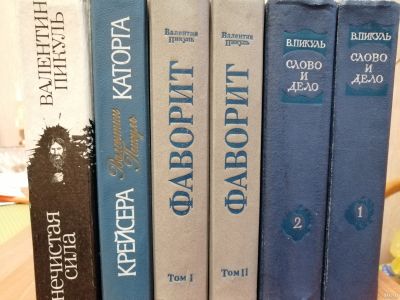 ВАЛЕНТИН
ПИКУЛЬ
НЕЧИСТАЯ
СИЛА
КРЕЙСЕРА
Валентин
Пикуль
КАТОРГА
Валентин
Пикуль
ФАВОРИТ
Том I
Валентин
Пикуль
ФАВОРИТ
Том II
В.ПИКУЛЬ
СЛОВО
И
ДЕЛО
2
В.ПИКУЛЬ
СЛОВО
И
ДЕЛО
1